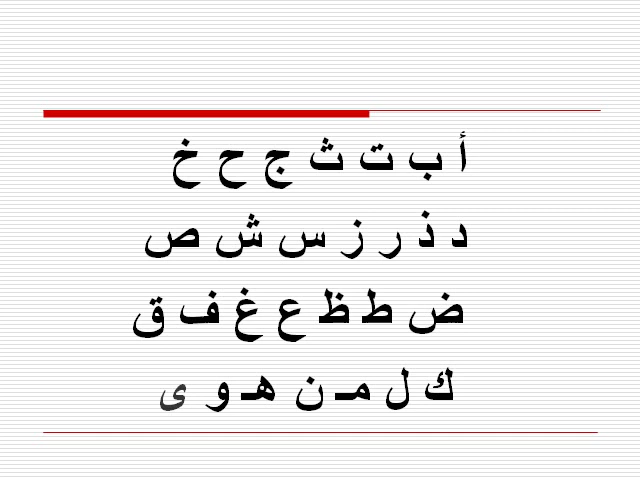 أ ب ت ث ج ح خ
د ذ ر ز س ش ص
ض ط ظ ع غ ف ق
ك ل مـ ن هـ و ى